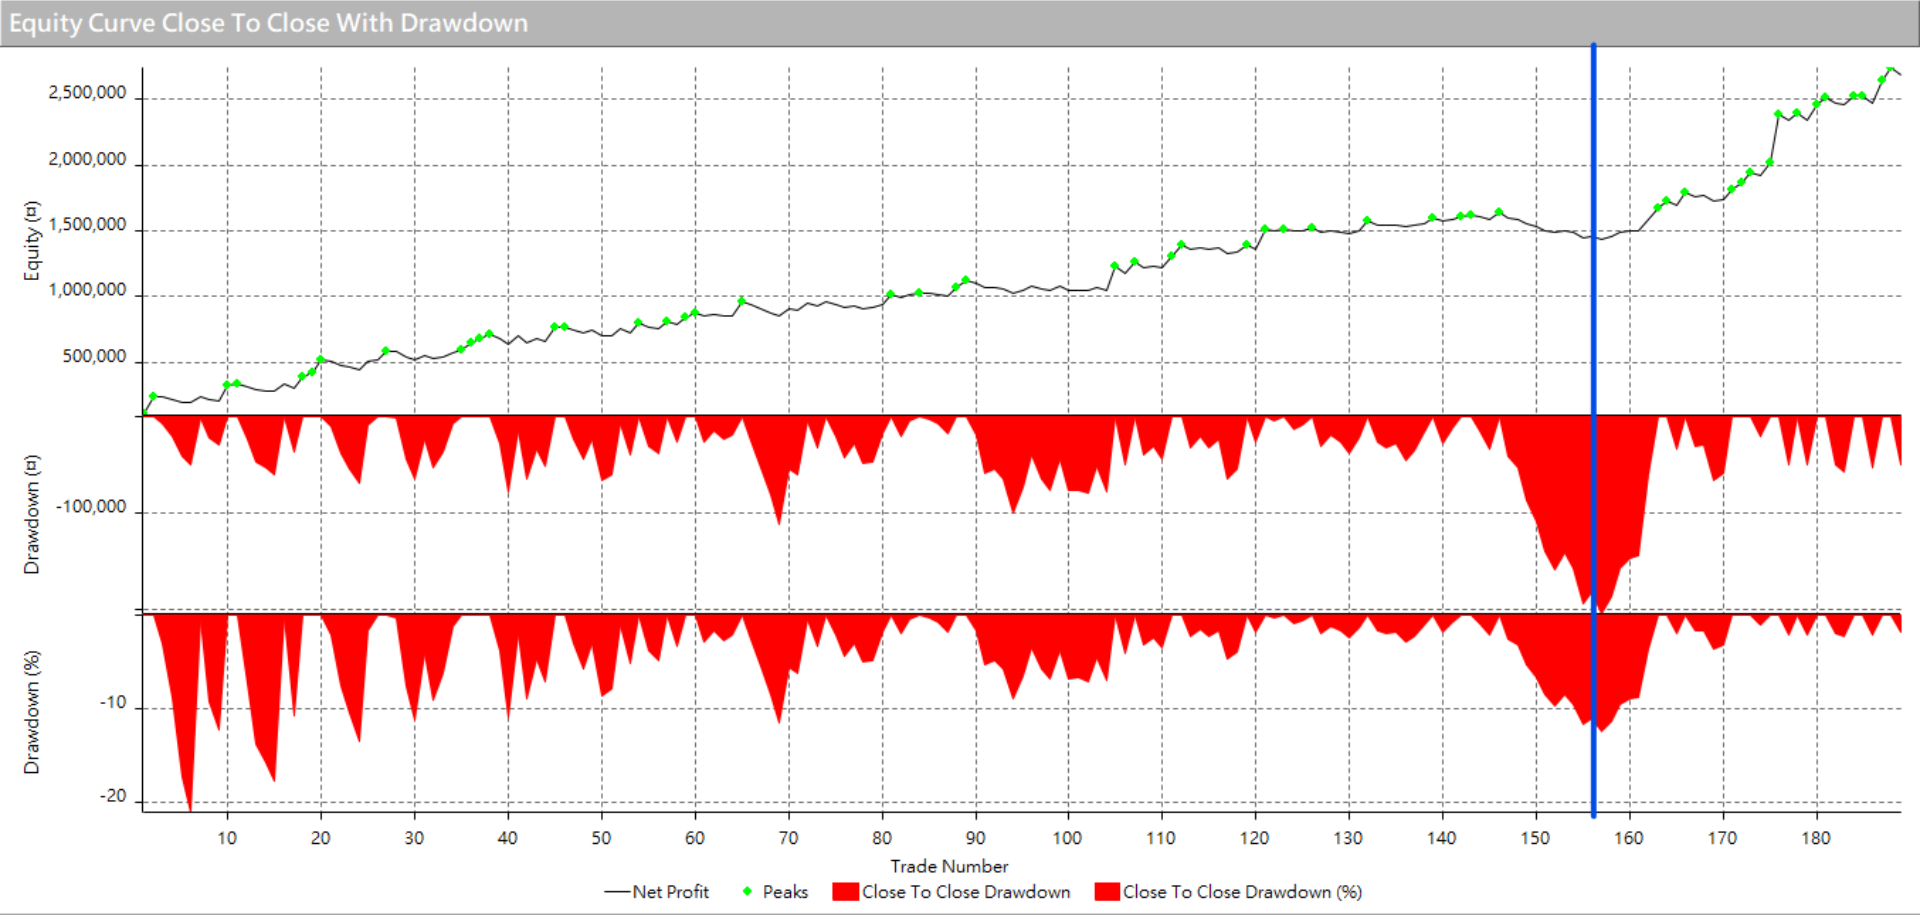 Equity Curve Close To Close With Drawdown
2,500,000
2,000,000
1,500,000
1,000,000
500,000
Equity (¤)
-100,000
Drawdown (¤)
-10
-20
Drawdown (%)
10 20 30 40 50 60 70 80 90 100 110 120 130 140 150 160 170 180
Trade Number
Net Profit Peaks Close To Close Drawdown Close To Close Drawdown (%)